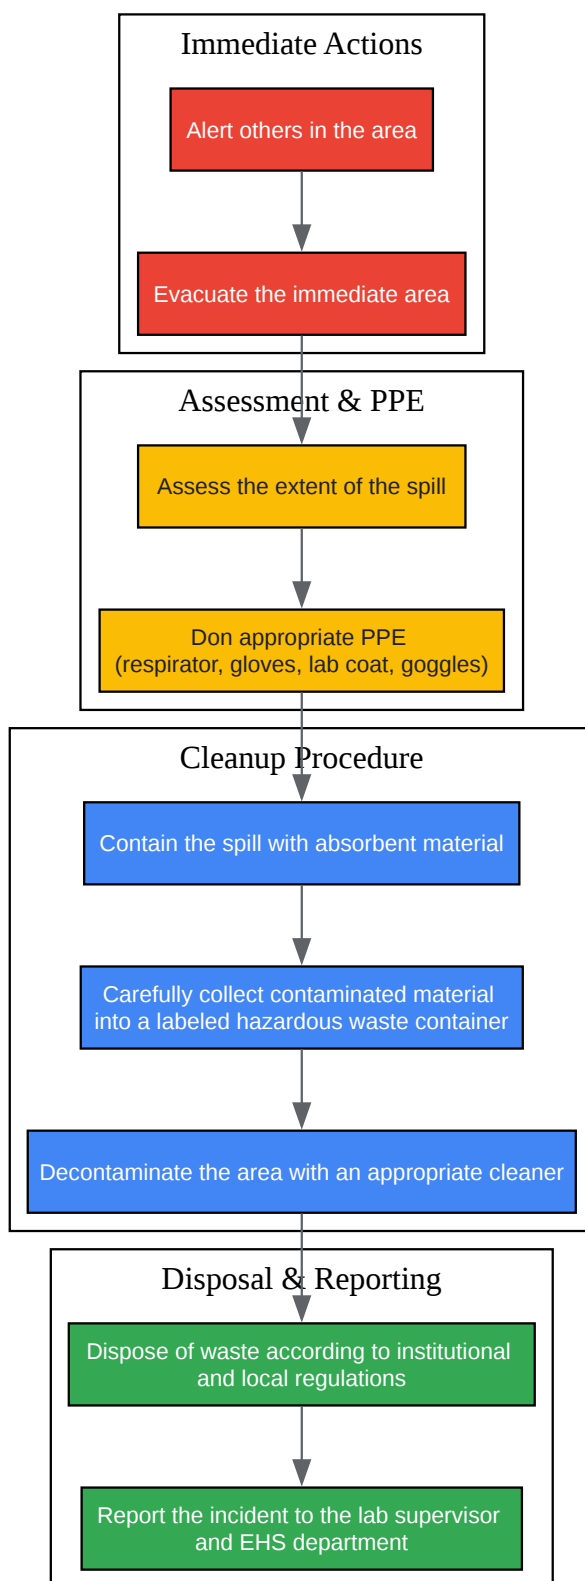 Immediate Actions
Alert others in the area
Evacuate the immediate area
Assessment & PPE
Assess the extent of the spill
Don appropriate PPE
(respirator, gloves, lab coat, goggles)
Cleanup Procedure
Contain the spill with absorbent material
Carefully collect contaminated material
into a labeled hazardous waste container
Decontaminate the area with an appropriate cleaner
Disposal & Reporting
Dispose of waste according to institutional
and local regulations
Report the incident to the lab supervisor
and EHS department